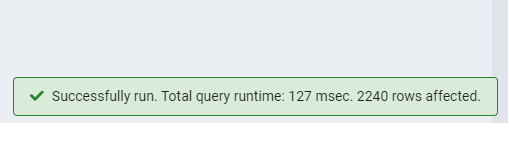 Successfully run. Total query runtime: 127 msec. 2240 rows affected.